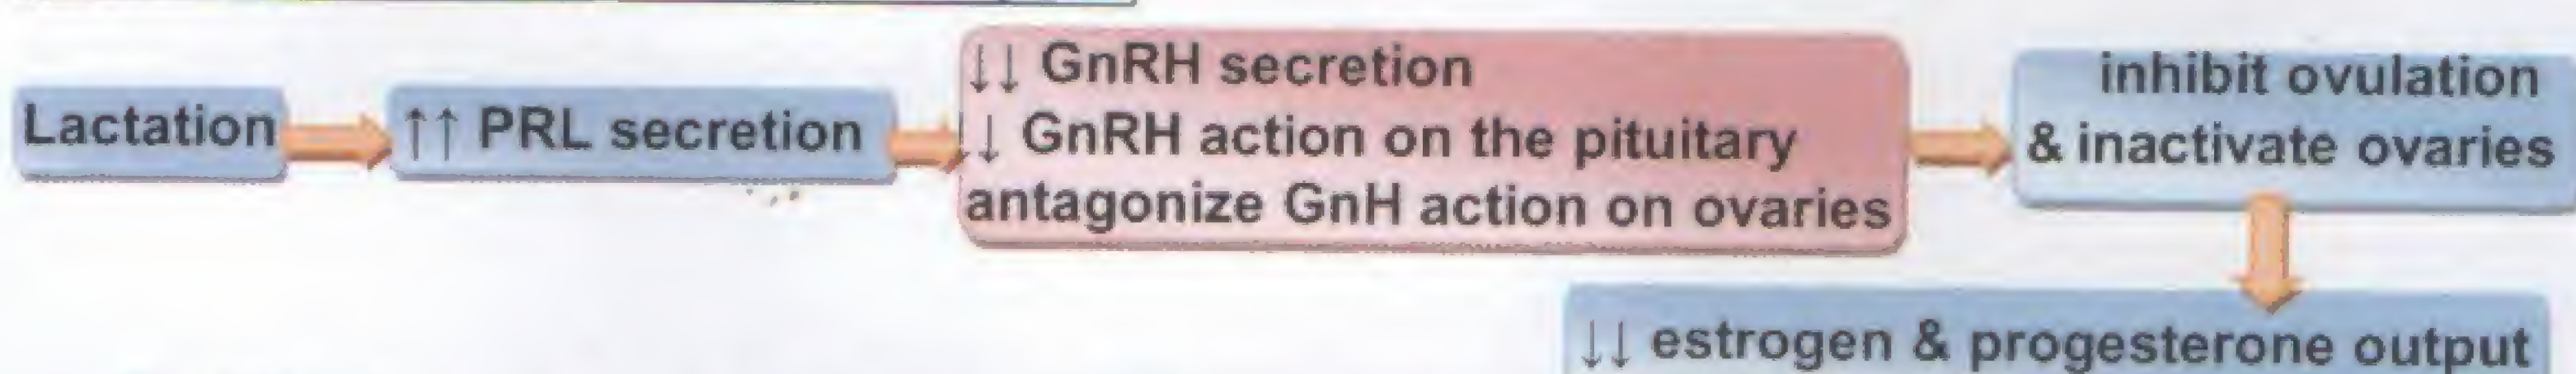 Lactation
↑↑ PRL secretion
↓↓ GnRH secretion
↓↓ GnRH action on the pituitary
antagonize GnH action on ovaries
inhibit ovulation
& inactivate ovaries
↓↓ estrogen & progesterone output